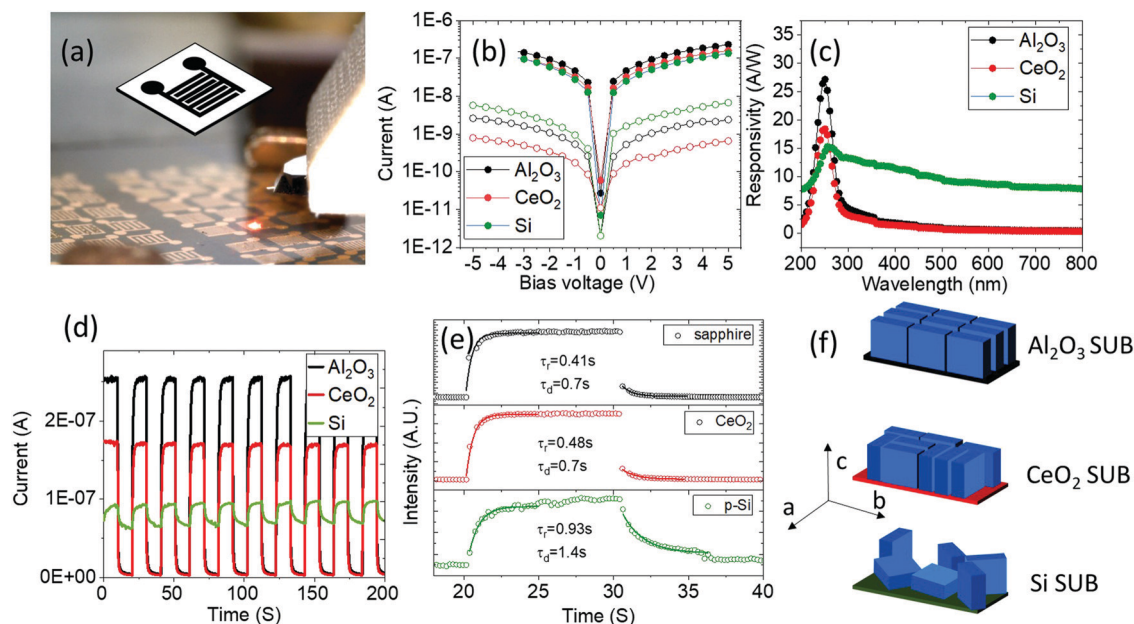 (a)
(b)
Current (A)
1E-6
1E-7
1E-8
1E-9
1E-10
1E-11
1E-12
Al₂O₃
CeO₂
Si
-5 -4 -3 -2 -1 0 1 2 3 4 5
Bias voltage (V)
(c)
Responsivity (A/W)
35
30
25
20
15
10
5
0
Al₂O₃
CeO₂
Si
200 300 400 500 600 700 800
Wavelength (nm)
(d)
Current (A)
2E-07
1E-07
0E+00
Al₂O₃
CeO₂
Si
0 25 50 75 100 125 150 175 200
Time (S)
(e)
Intensity (A.U.)
sapphire
τr=0.41s
τd=0.7s
CeO₂
τr=0.48s
τd=0.7s
p-Si
τr=0.93s
τd=1.4s
20 25 30 35 40
Time (S)
(f)
Al₂O₃ SUB
CeO₂ SUB
c
a
b
Si SUB